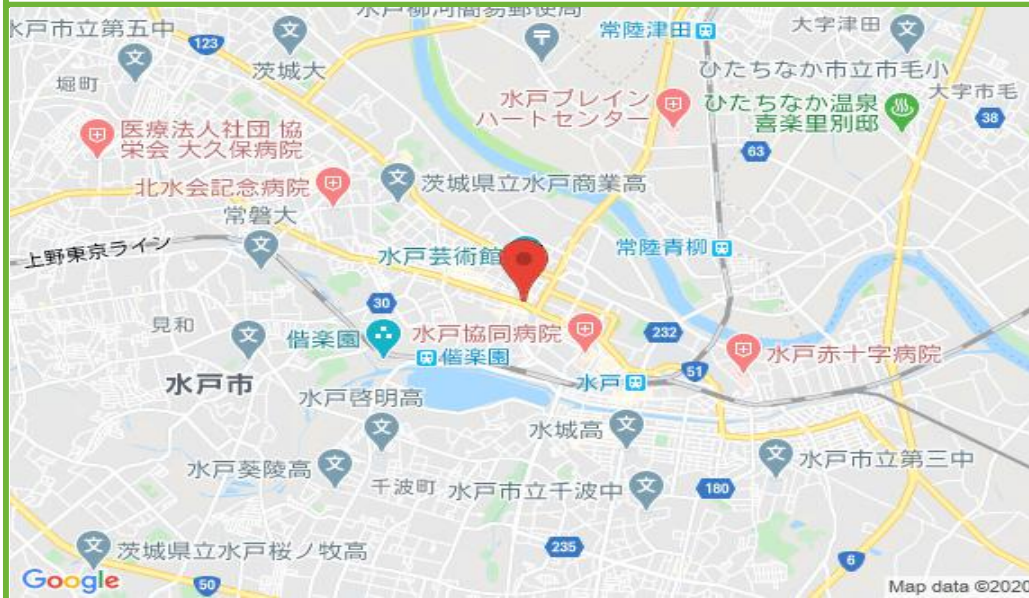 水戸柳河簡易郵便局
水戸市立第五中
常陸津田
大字津田
123
茨城大
堀町
ひたちなか市立市毛小
水戸ブレイン
ハートセンター
ひたちなか温泉
喜楽里別邸
大字市毛
38
医療法人社団 協
栄会 大久保病院
63
北水会記念病院
茨城県立水戸商業高
常磐大
上野東京ライン
水戸芸術館
常陸青柳
30
見和
偕楽園
水戸協同病院
232
偕楽園
水戸赤十字病院
51
水戸市
水戸
水戸啓明高
水城高
水戸葵陵高
水戸市立第三中
千波町
水戸市立千波中
180
茨城県立水戸桜ノ牧高
235
6
Google
50
Map data ©2020